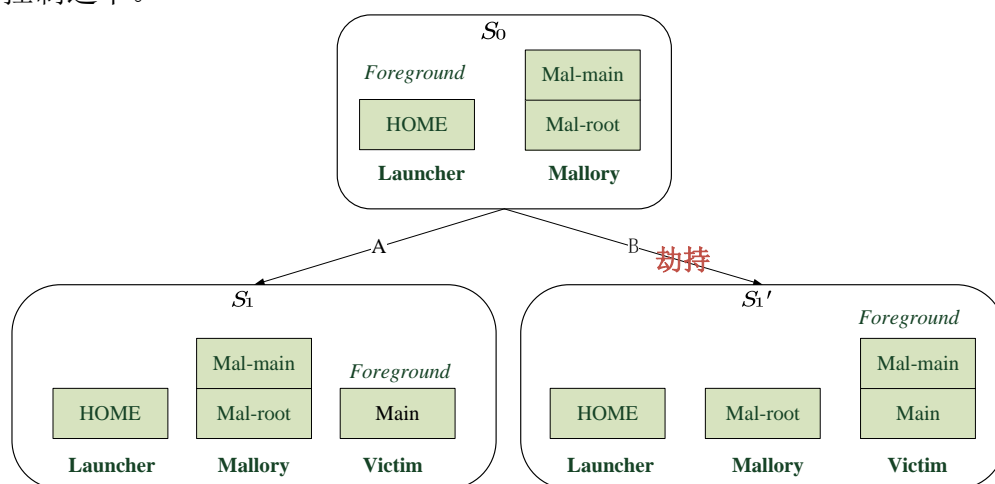 S0
Foreground
Mal-main
HOME
Mal-root
Launcher
Mallory
A
B
劫持
S1
S1′
Foreground
Mal-main
Foreground
Mal-main
HOME
Mal-root
Main
HOME
Mal-root
Main
Launcher
Mallory
Victim
Launcher
Mallory
Victim